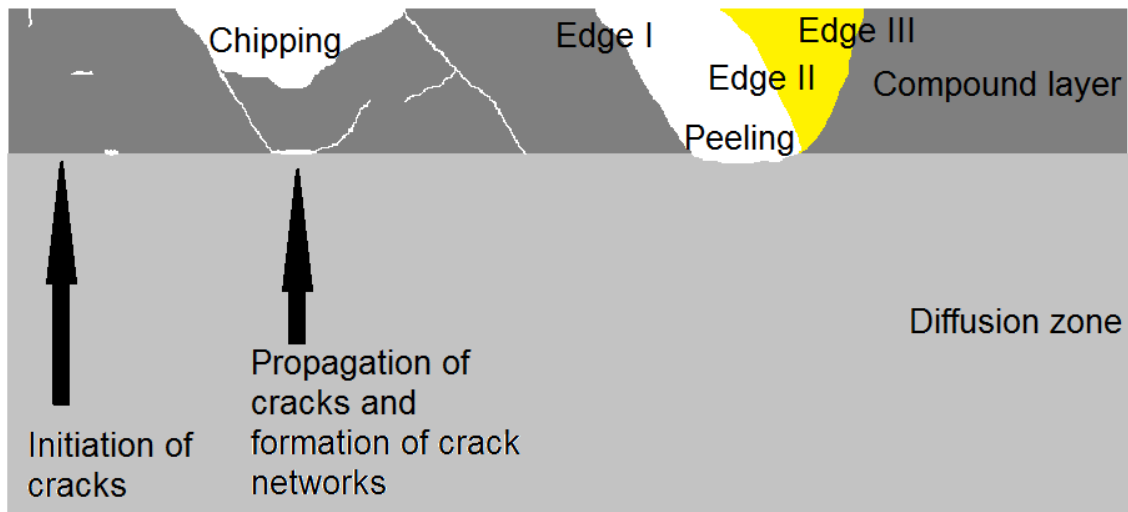 Chipping
Edge I
Edge III
Edge II
Compound layer
Peeling
Diffusion zone
Initiation of
cracks
Propagation of
cracks and
formation of crack
networks